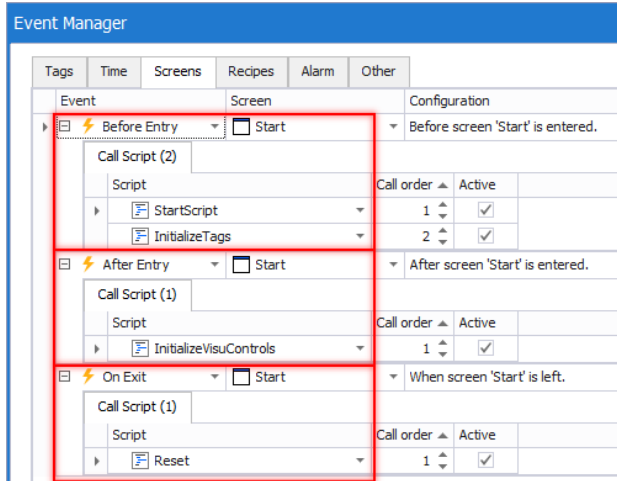 Event Manager
Tags Time Screens Recipes Alarm Other
Event Screen Configuration
Before Entry Start Before screen 'Start' is entered.
Call Script (2)
Script Call order Active
StartScript 1
InitializeTags 2
After Entry Start After screen 'Start' is entered.
Call Script (1)
Script Call order Active
InitializeVisuControls 1
On Exit Start When screen 'Start' is left.
Call Script (1)
Script Call order Active
Reset 1